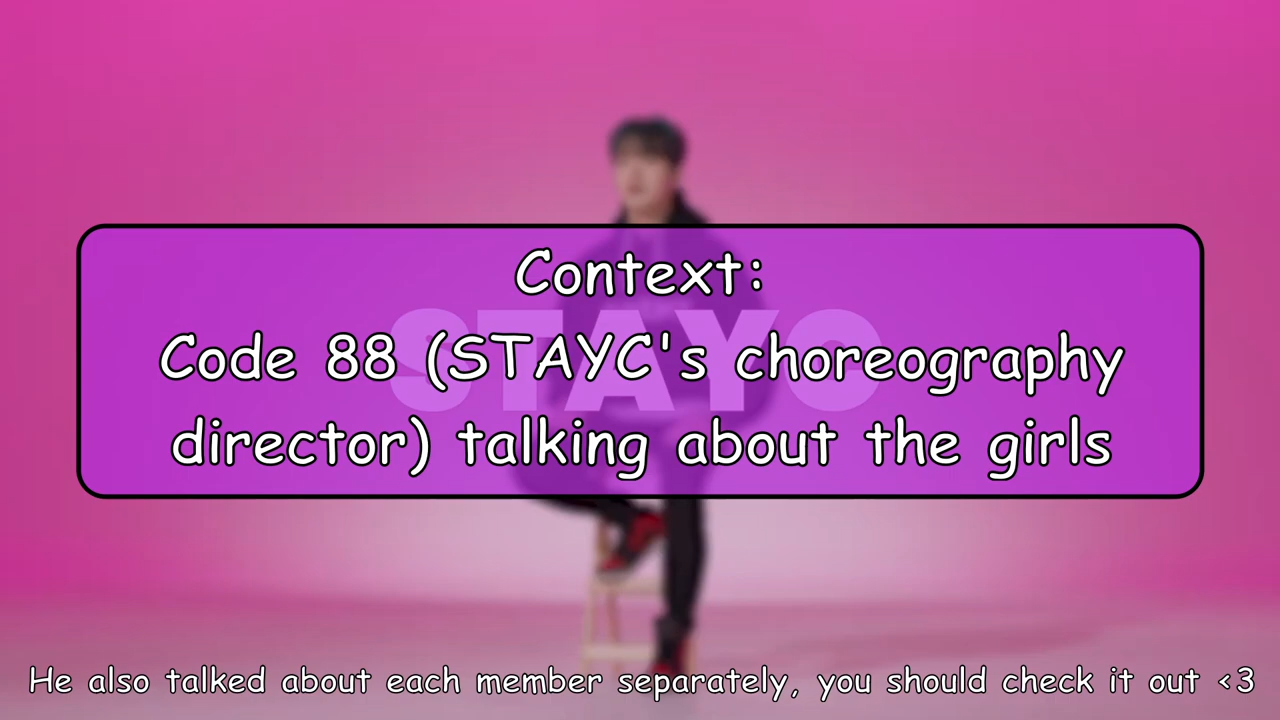 Context:
STAYC
Code 88 (STAYC's choreography
director) talking about the girls
He also talked about each member separately, you should check it out <3